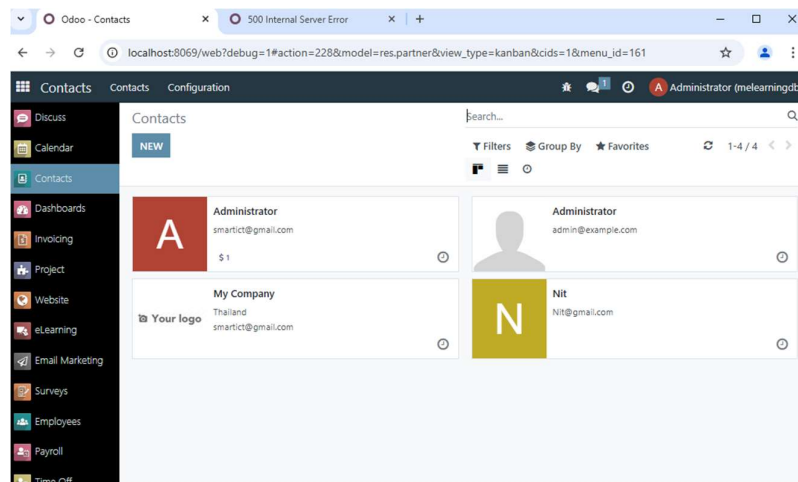 Odoo - Contacts
500 Internal Server Error
localhost:8069/web?debug=1#action=228&model=res.partner&view_type=kanban&cids=1&menu_id=161
Contacts Contacts Configuration 1 A Administrator (melearningdb
Discuss
Calendar
Contacts
Dashboards
Invoicing
Project
Website
eLearning
Email Marketing
Surveys
Employees
Payroll
Time Off
Contacts
Search...
NEW
Filters Group By Favorites 1-4 / 4
A
Administrator
smartict@gmail.com
$ 1
Administrator
admin@example.com
Your logo
My Company
Thailand
smartict@gmail.com
N
Nit
Nit@gmail.com